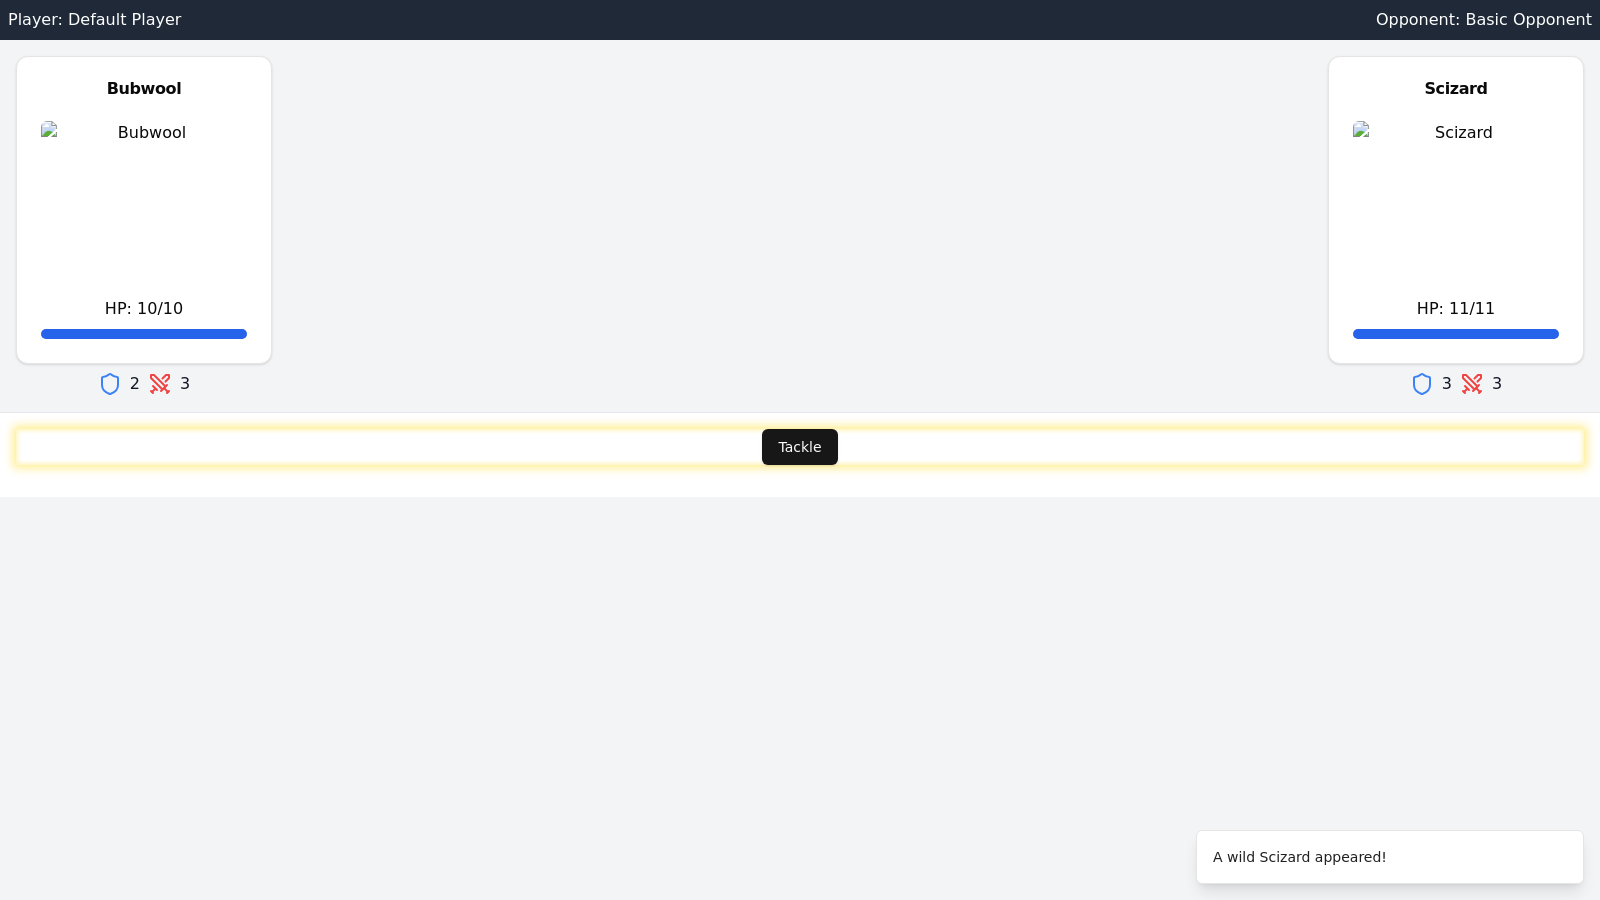 Player: Default Player
Opponent: Basic Opponent
Bubwool
Bubwool
HP: 10/10
2 3
Scizard
Scizard
HP: 11/11
3 3
Tackle
A wild Scizard appeared!